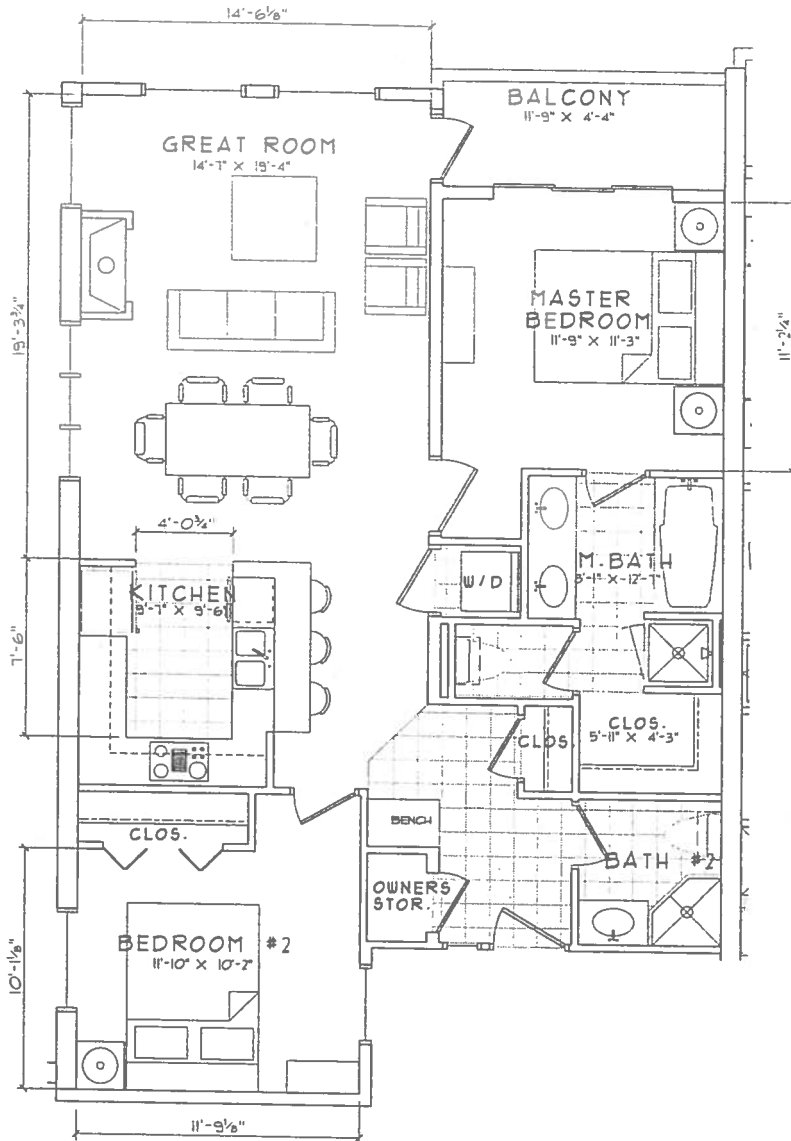 14'-6⅛"
BALCONY
11'-9" X 4'-4"
GREAT ROOM
14'-7" X 19'-4"
19'-3¾"
MASTER
BEDROOM
11'-9" X 11'-3"
11'-2¼"
4'-0¾"
KITCHEN
9'-7" X 9'-6"
7'-6"
W/D
M. BATH
12'-7"
CLOS.
5'-11" X 4'-3"
CLOS.
CLOS.
BENCH
BATH #2
OWNERS
STOR.
BEDROOM #2
11'-10" X 10'-2"
10'-1⅛"
11'-9⅛"